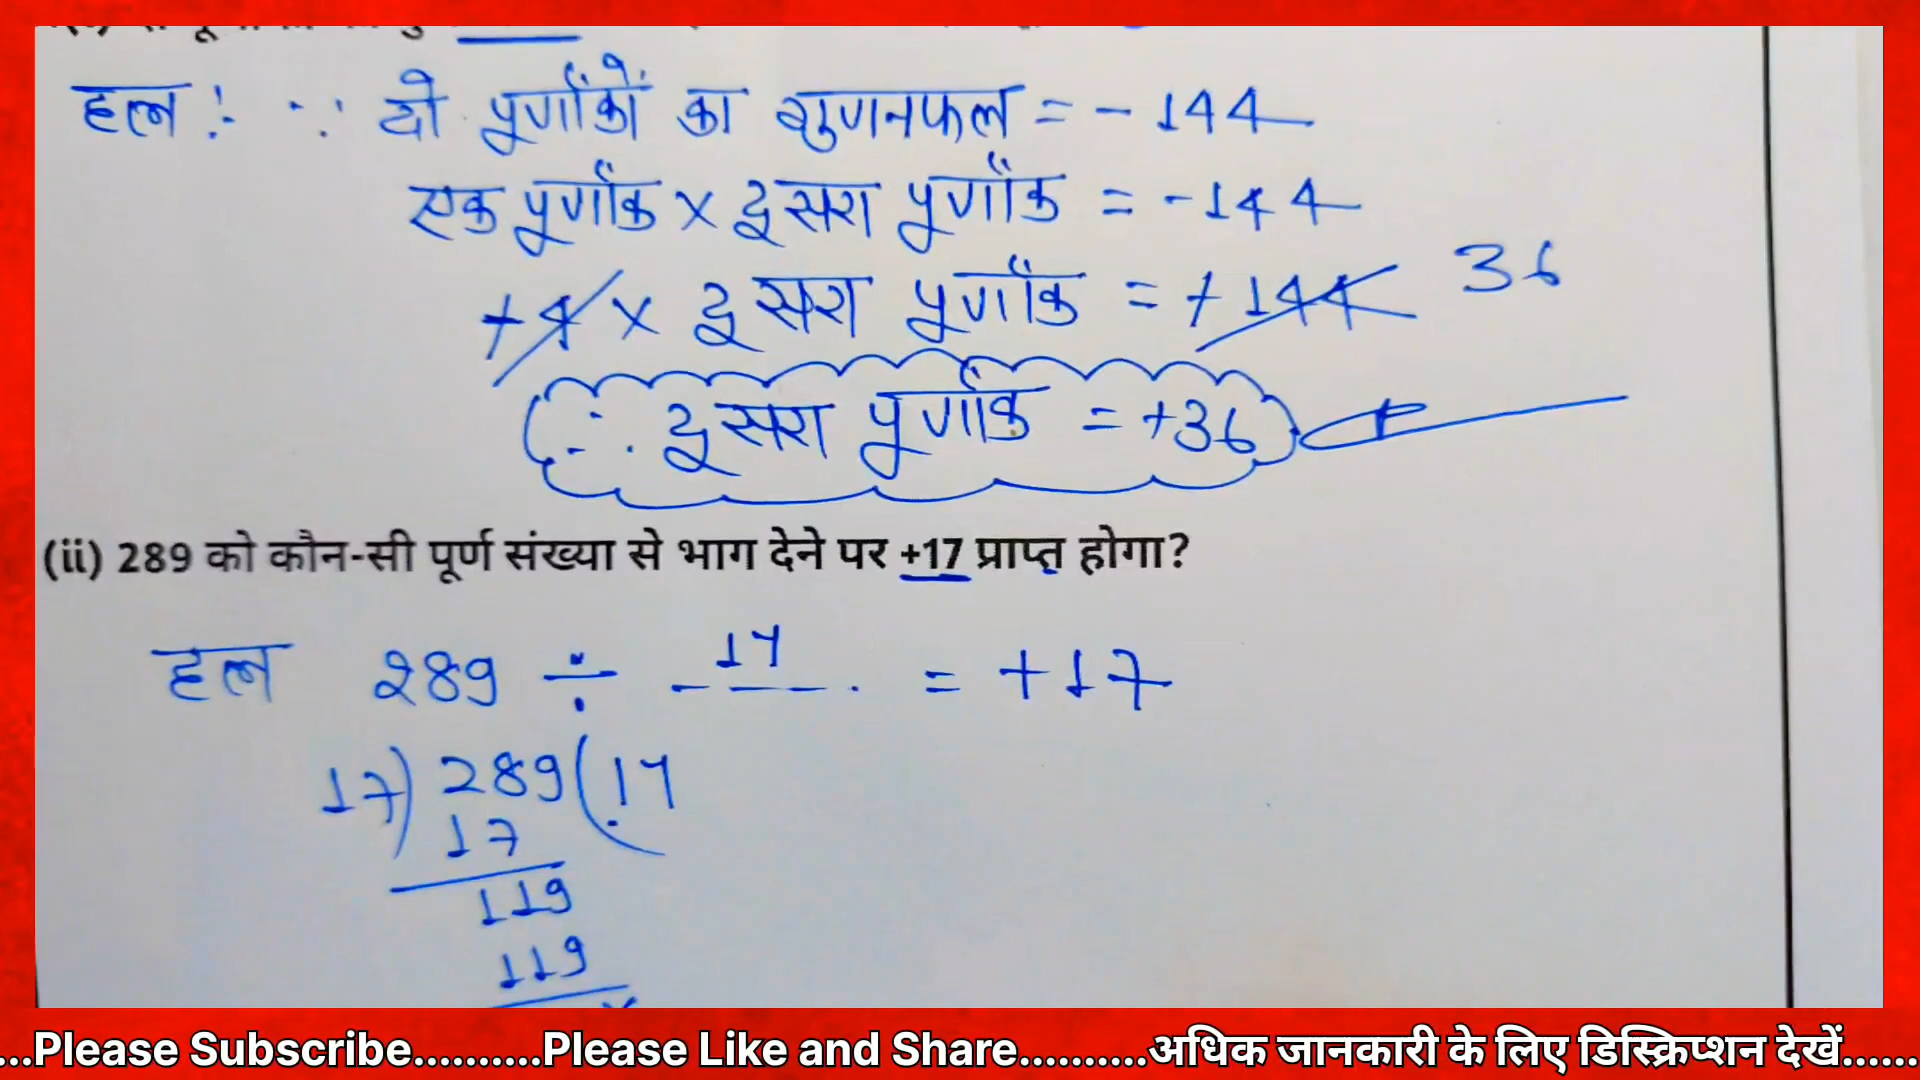 हल :- ∵ दो पूर्णांकों का गुणनफल = - 144
एक पूर्णांक × दूसरा पूर्णांक = -144
+4 × दूसरा पूर्णांक = +144 36
∴ दूसरा पूर्णांक = +36
(ii) 289 को कौन-सी पूर्ण संख्या से भाग देने पर +17 प्राप्त होगा?
हल 289 ÷ 17 = +17
17) 289 (17
17
119
119
...Please Subscribe..........Please Like and Share..........अधिक जानकारी के लिए डिस्क्रिप्शन देखें......